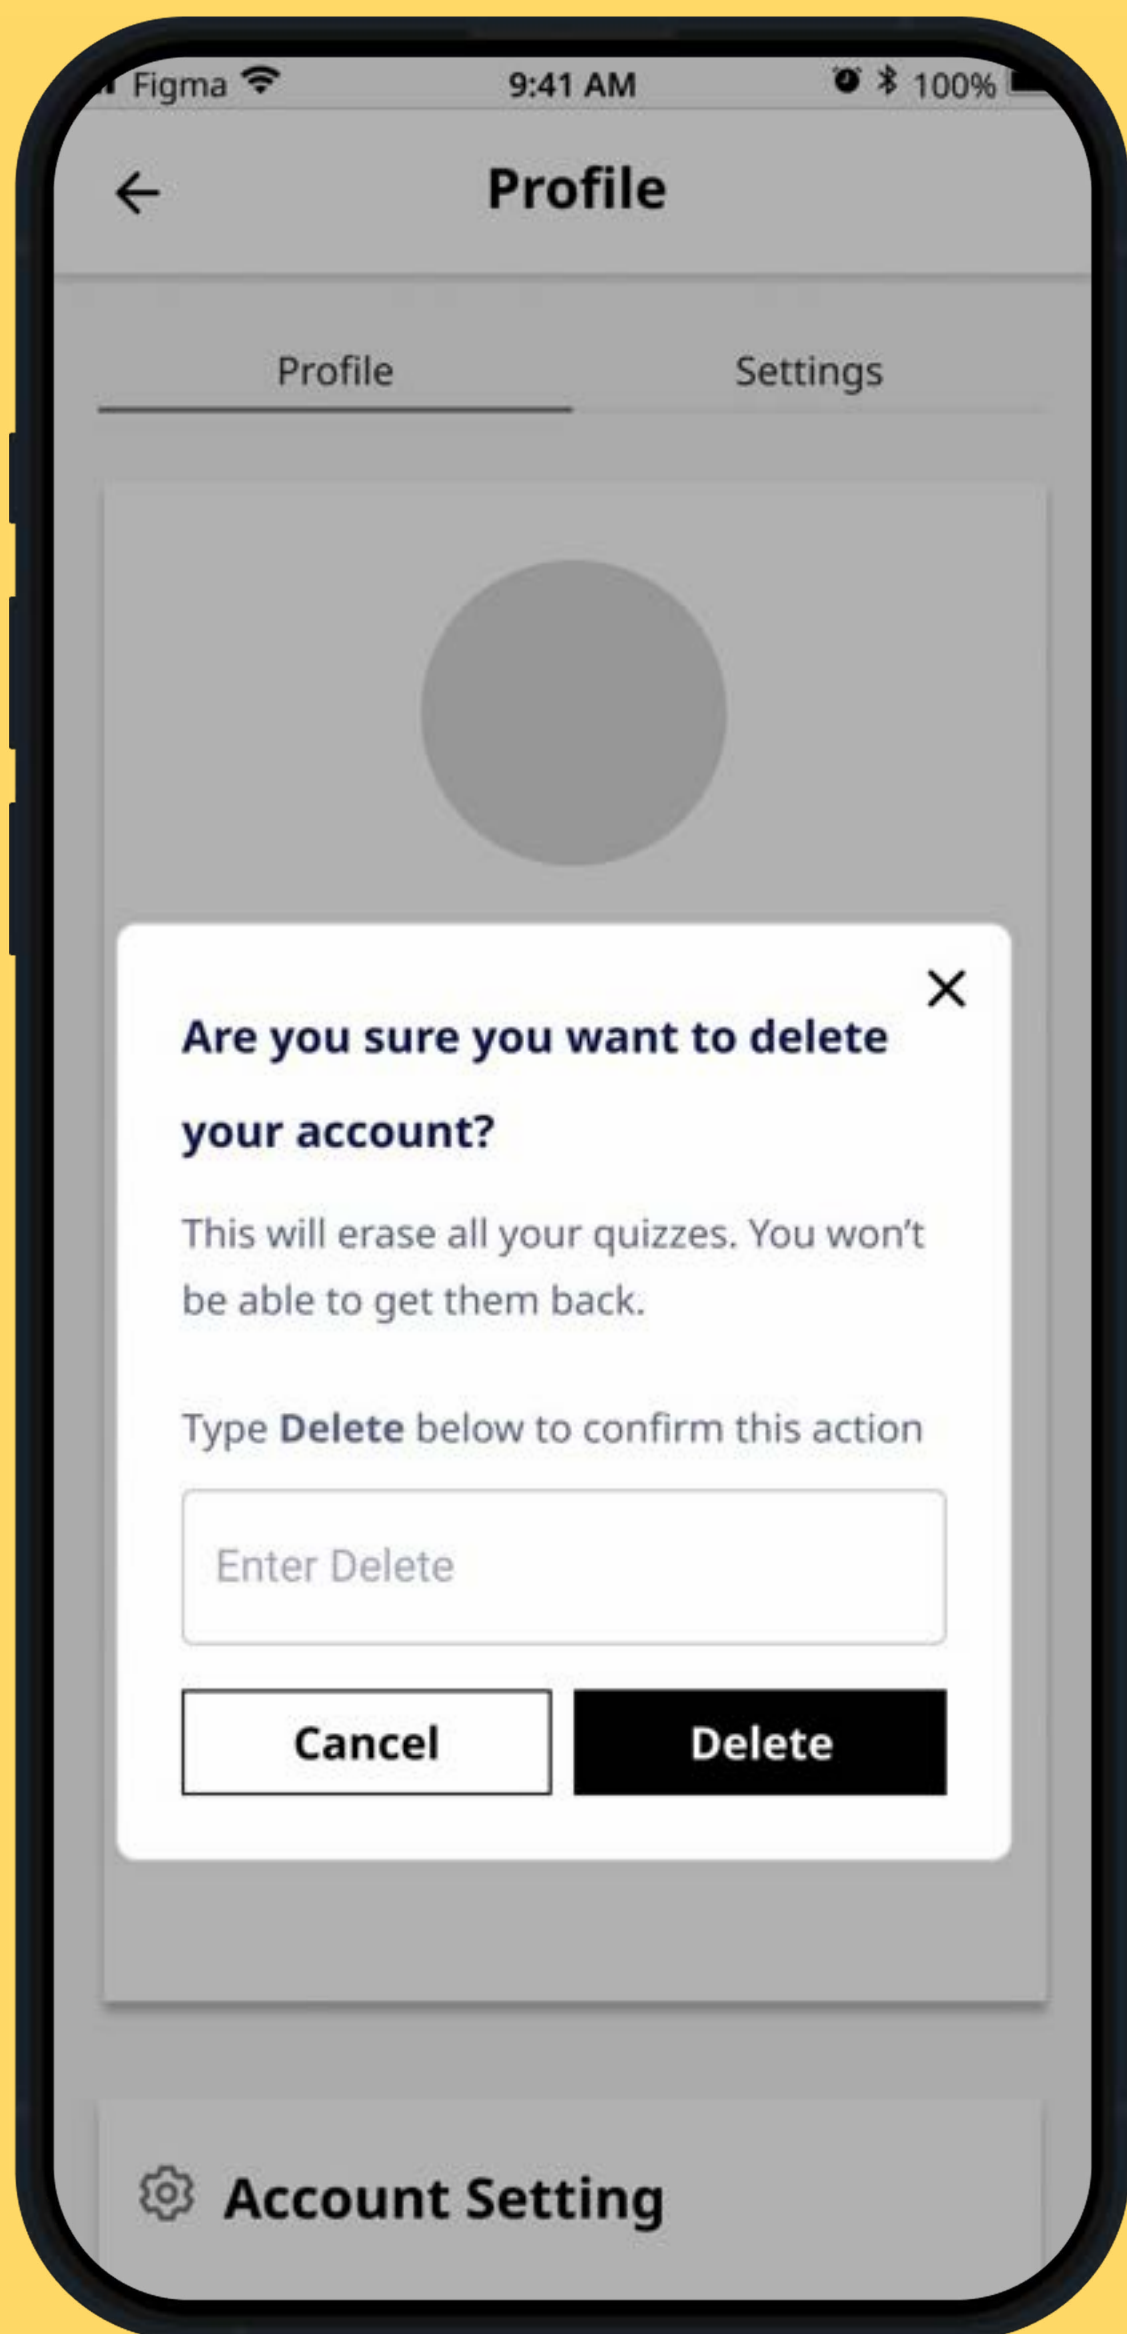 Figma 9:41 AM 100%
Profile
Profile Settings
Are you sure you want to delete
your account?
This will erase all your quizzes. You won’t
be able to get them back.
Type Delete below to confirm this action
Enter Delete
Cancel Delete
Account Setting